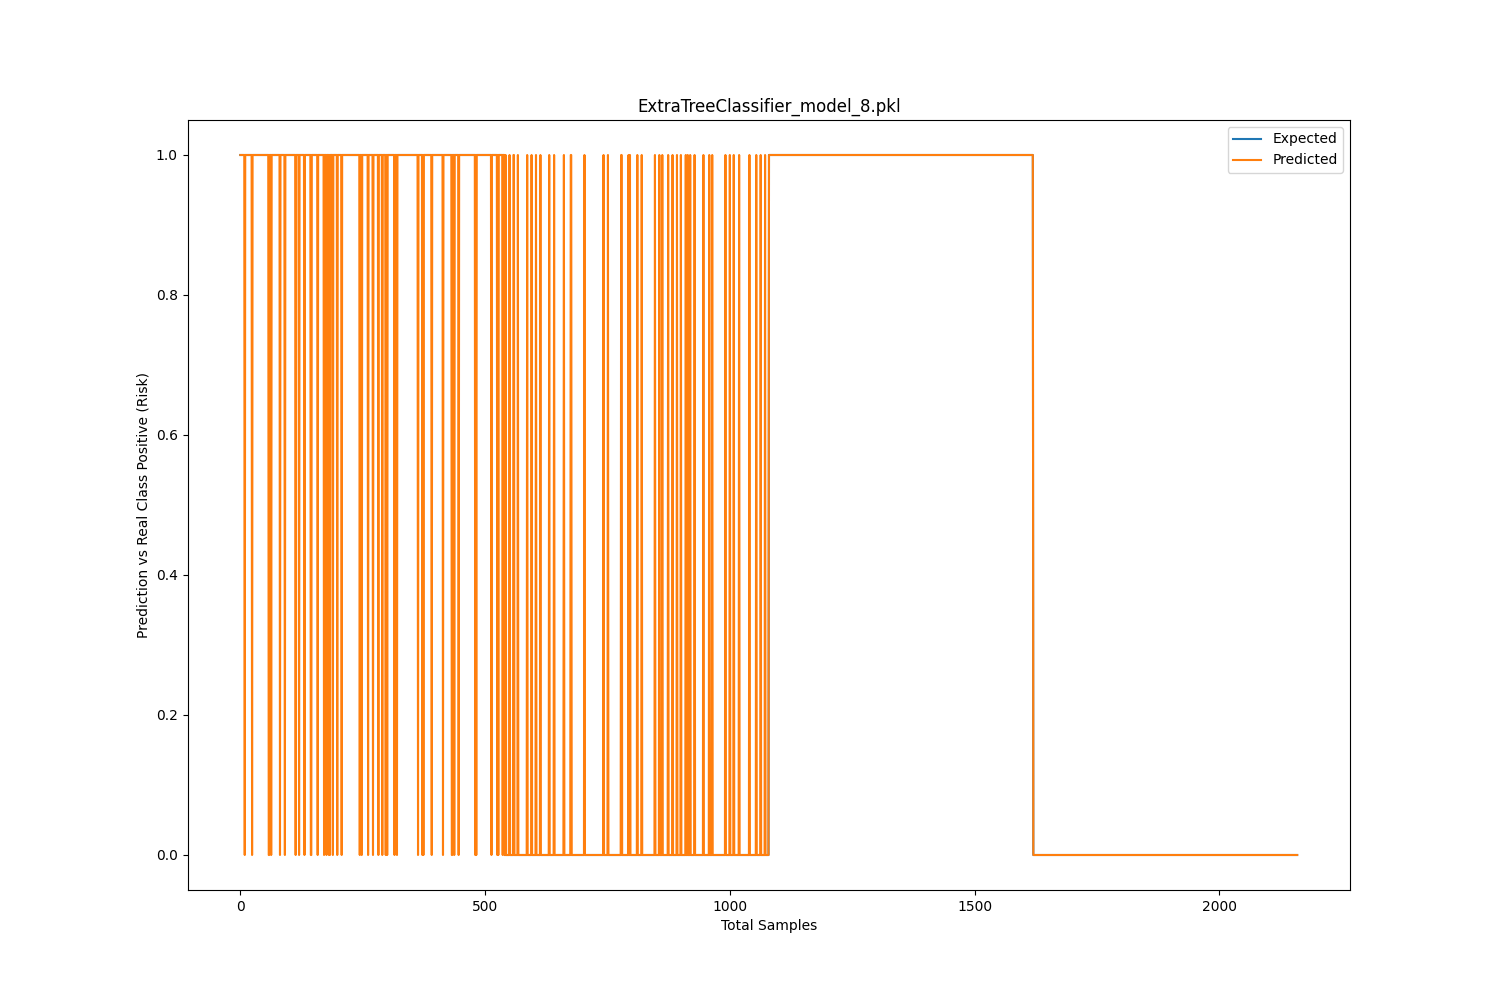 ExtraTreeClassifier_model_8.pkl
Expected
Predicted
1.0
0.8
0.6
0.4
0.2
0.0
Prediction vs Real Class Positive (Risk)
0
500
1000
1500
2000
Total Samples